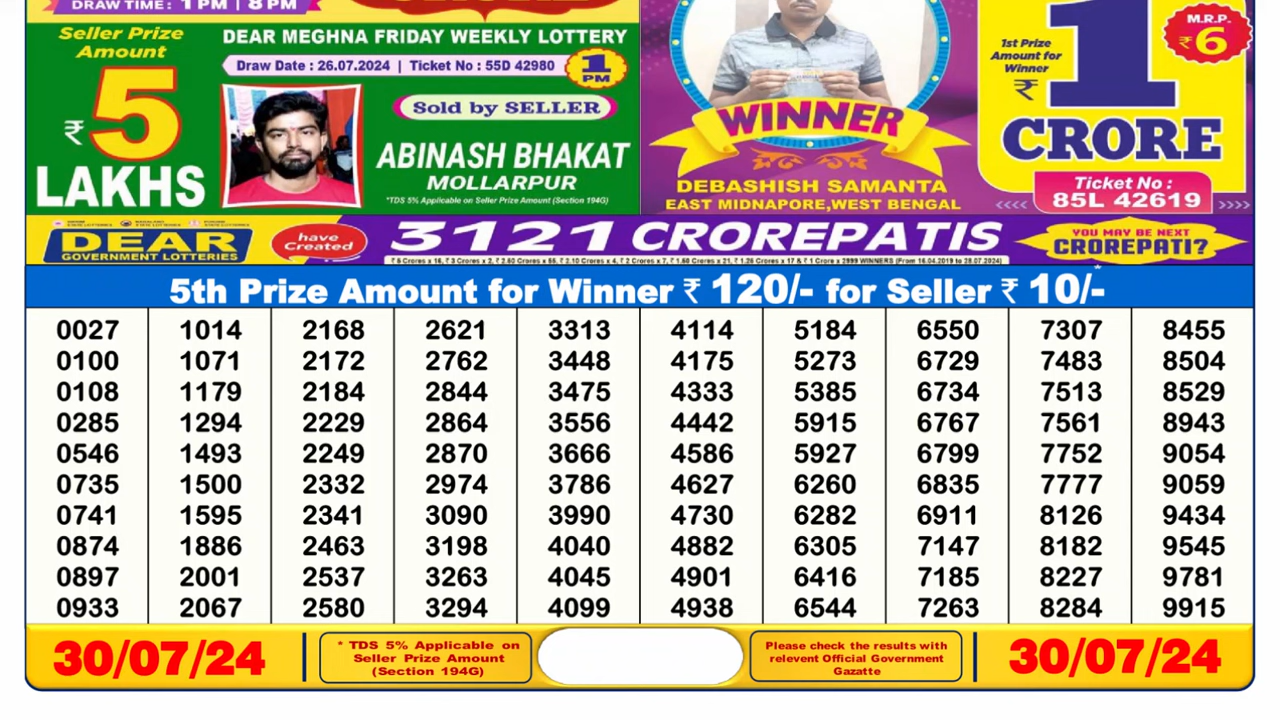 DRAW TIME : 1 PM | 8 PM
Seller Prize
Amount
₹ 5
LAKHS
DEAR MEGHNA FRIDAY WEEKLY LOTTERY
Draw Date : 26.07.2024 | Ticket No : 55D 42980
1
PM
Sold by SELLER
ABINASH BHAKAT
MOLLARPUR
*TDS 5% Applicable on Seller Prize Amount (Section 194G)
WINNER
DEBASHISH SAMANTA
EAST MIDNAPORE,WEST BENGAL
1st Prize
Amount for
Winner
₹ 1
CRORE
M.R.P.
₹ 6
Ticket No :
<<<< 85L 42619 >>>>
DEAR
GOVERNMENT LOTTERIES
have
Created
3121 CROREPATIS
YOU MAY BE NEXT
CROREPATI?
5th Prize Amount for Winner ₹ 120/- for Seller ₹ 10/-*
0027 1014 2168 2621 3313 4114 5184 6550 7307 8455
0100 1071 2172 2762 3448 4175 5273 6729 7483 8504
0108 1179 2184 2844 3475 4333 5385 6734 7513 8529
0285 1294 2229 2864 3556 4442 5915 6767 7561 8943
0546 1493 2249 2870 3666 4586 5927 6799 7752 9054
0735 1500 2332 2974 3786 4627 6260 6835 7777 9059
0741 1595 2341 3090 3990 4730 6282 6911 8126 9434
0874 1886 2463 3198 4040 4882 6305 7147 8182 9545
0897 2001 2537 3263 4045 4901 6416 7185 8227 9781
0933 2067 2580 3294 4099 4938 6544 7263 8284 9915
30/07/24
* TDS 5% Applicable on
Seller Prize Amount
(Section 194G)
Please check the results with
relevent Official Government
Gazatte
30/07/24